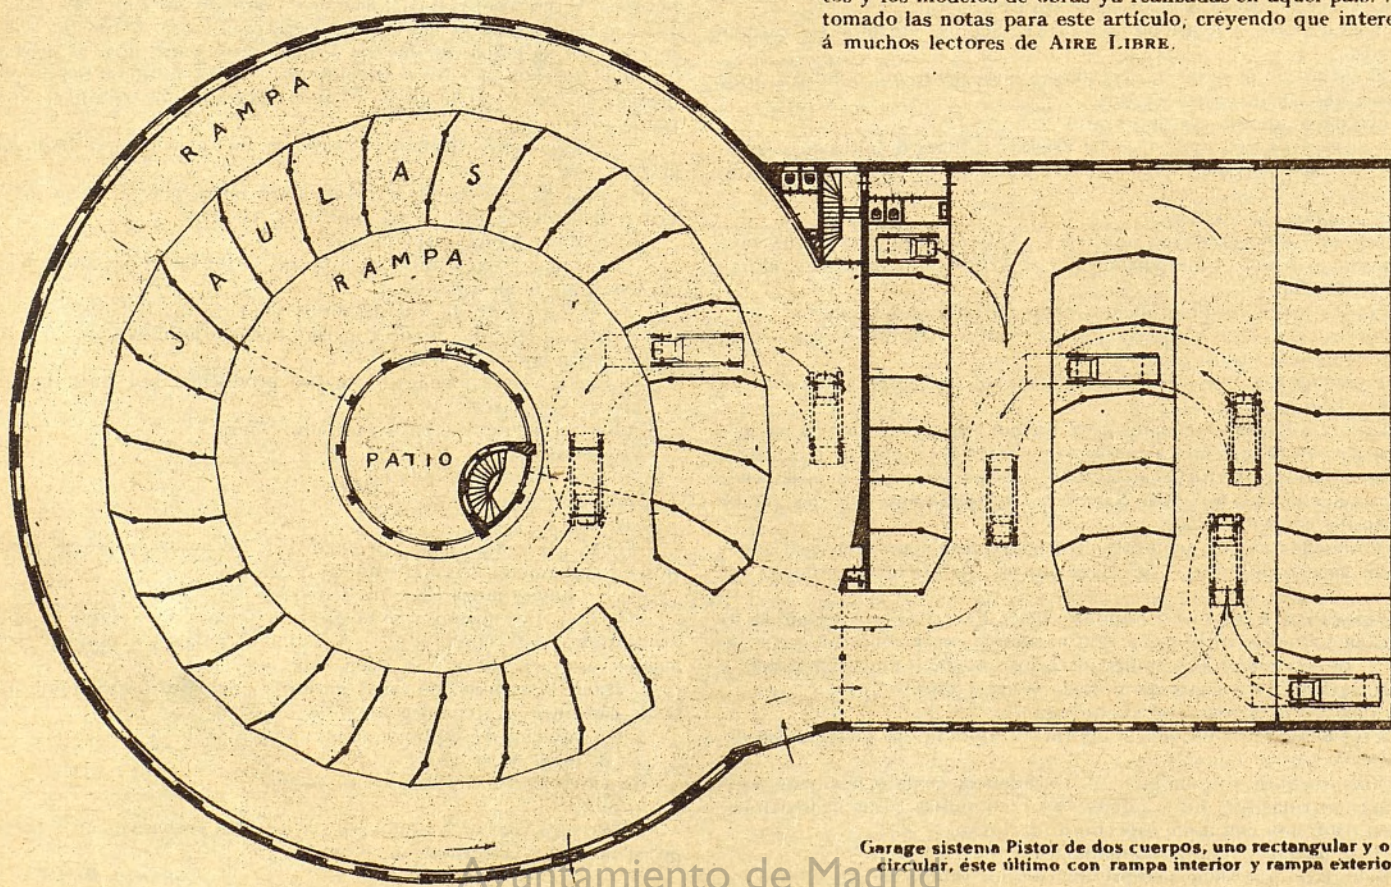 tomado las notas para este artículo, creyendo que intere
á muchos lectores de AIRE LIBRE.
RAMPA
JAULAS
RAMPA
PATIO
Garage sistema Pistor de dos cuerpos, uno rectangular y o
circular, éste último con rampa interior y rampa exterio
Ayuntamiento de Madrid